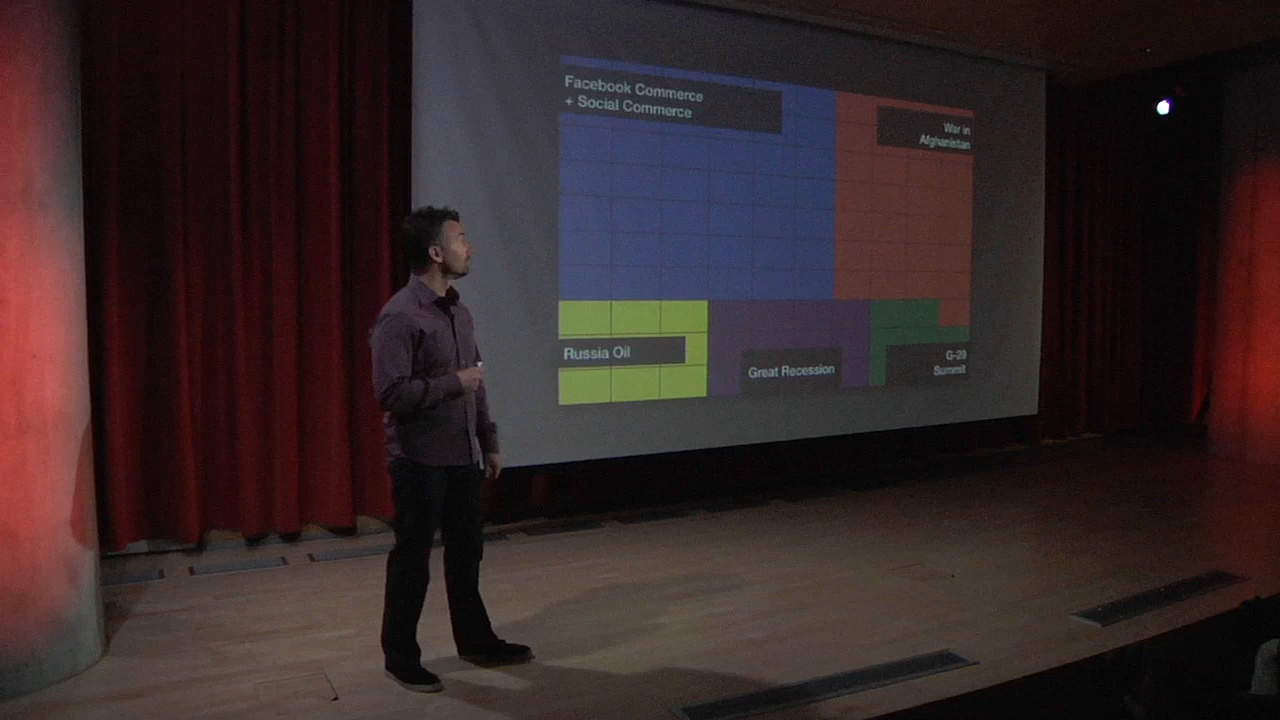 Facebook Commerce
+ Social Commerce
War in
Afghanistan
Russia Oil
Great Recession
G-20
Summit